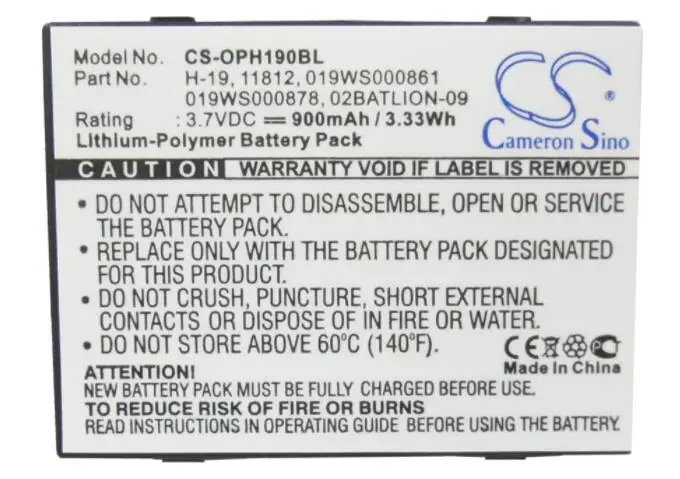 Model No. : CS-OPH190BL
Part No. : H-19, 11812, 019WS000861
019WS000878, 02BATLION-09
Rating : 3.7VDC ⎓ 900mAh / 3.33Wh
Lithium-Polymer Battery Pack
CS ®
Cameron Sino
CAUTION WARRANTY VOID IF LABEL IS REMOVED
• DO NOT ATTEMPT TO DISASSEMBLE, OPEN OR SERVICE
THE BATTERY PACK.
• REPLACE ONLY WITH THE BATTERY PACK DESIGNATED
FOR THIS EQUIPMENT.
• DO NOT CRUSH, PUNCTURE, SHORT EXTERNAL
CONTACTS OR DISPOSE OF IN FIRE OR WATER.
• DO NOT STORE ABOVE 60°C (140°F).
CE
Made In China
ATTENTION!
NEW BATTERY PACK MUST BE FULLY CHARGED BEFORE USE.
TO REDUCE RISK OF FIRE OR BURNS
READ INSTRUCTION IN OPERATING GUIDE BEFORE USING BATTERY.